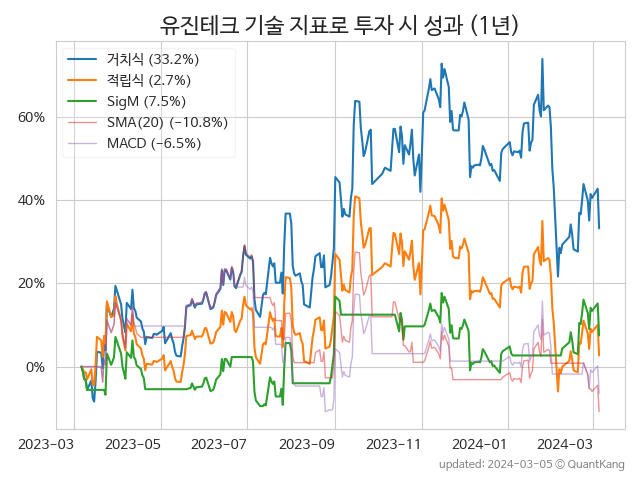 유진테크 기술 지표로 투자 시 성과 (1년)
거치식 (33.2%)
적립식 (2.7%)
SigM (7.5%)
SMA(20) (−10.8%)
MACD (−6.5%)
60%
40%
20%
0%
2023-03 2023-05 2023-07 2023-09 2023-11 2024-01 2024-03
updated: 2024-03-05 © QuantKang